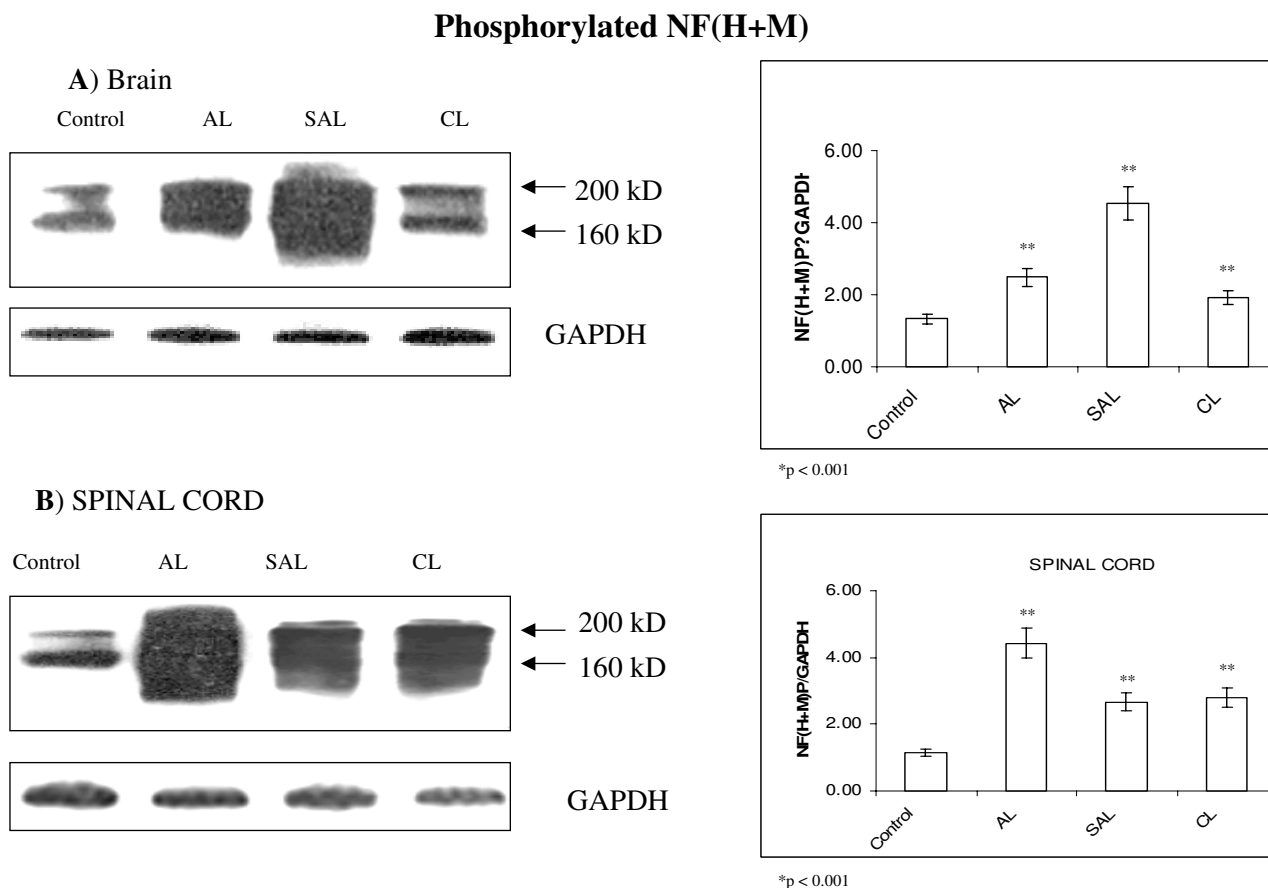 Phosphorylated NF(H+M)
A) Brain
Control AL SAL CL
200 kD
160 kD
GAPDH
NF(H+M)P?GAPDH
6.00
4.00
2.00
0.00
**
**
**
Control AL SAL CL
*p < 0.001
B) SPINAL CORD
Control AL SAL CL
200 kD
160 kD
GAPDH
SPINAL CORD
NF(H+M)P/GAPDH
6.00
4.00
2.00
0.00
**
**
**
Control AL SAL CL
*p < 0.001